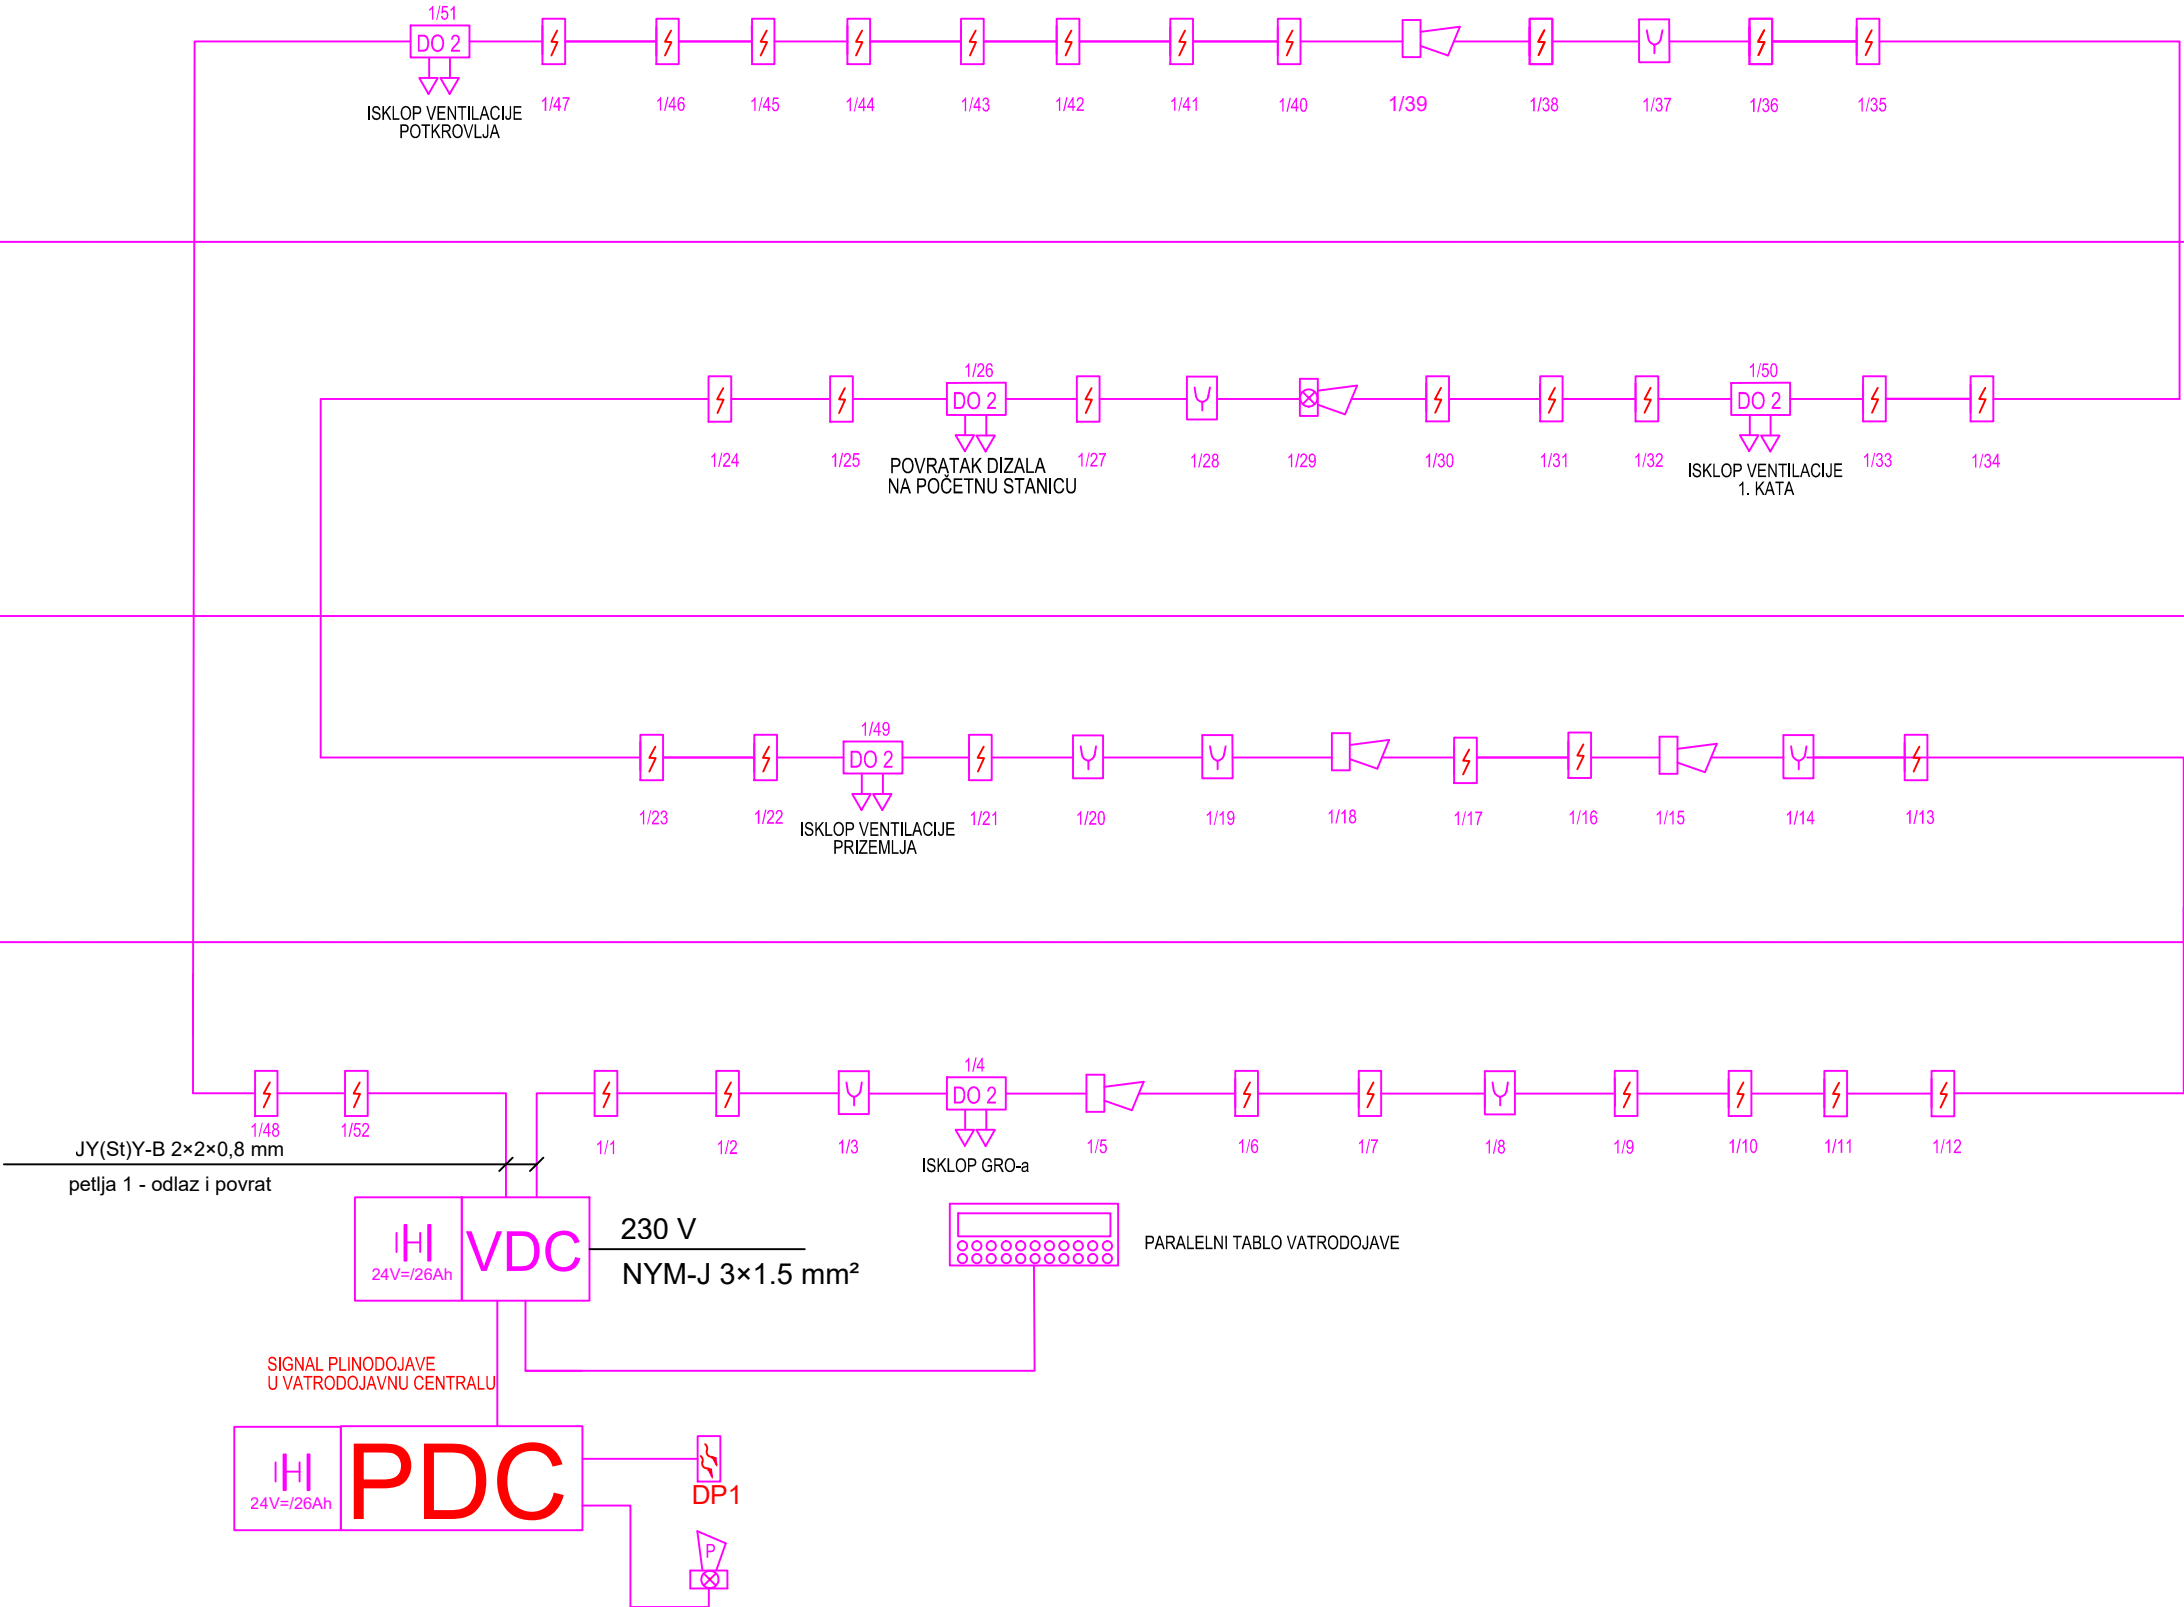 1/51
DO 2
ISKLOP VENTILACIJE
POTKROVLJA
1/47
1/46
1/45
1/44
1/43
1/42
1/41
1/40
1/39
1/38
1/37
1/36
1/35
1/24
1/25
1/26
DO 2
POVRATAK DIZALA
NA POČETNU STANICU
1/27
1/28
1/29
1/30
1/31
1/32
1/50
DO 2
ISKLOP VENTILACIJE
1. KATA
1/33
1/34
1/23
1/22
1/49
DO 2
ISKLOP VENTILACIJE
PRIZEMLJA
1/21
1/20
1/19
1/18
1/17
1/16
1/15
1/14
1/13
1/48
1/52
1/1
1/2
1/3
1/4
DO 2
ISKLOP GRO-a
1/5
1/6
1/7
1/8
1/9
1/10
1/11
1/12
JY(St)Y-B 2×2×0,8 mm
petlja 1 - odlaz i povrat
24V=/26Ah
VDC
230 V
NYM-J 3×1.5 mm²
PARALELNI TABLO VATRODOJAVE
SIGNAL PLINODOJAVE
U VATRODOJAVNU CENTRALU
24V=/26Ah
PDC
DP1
P